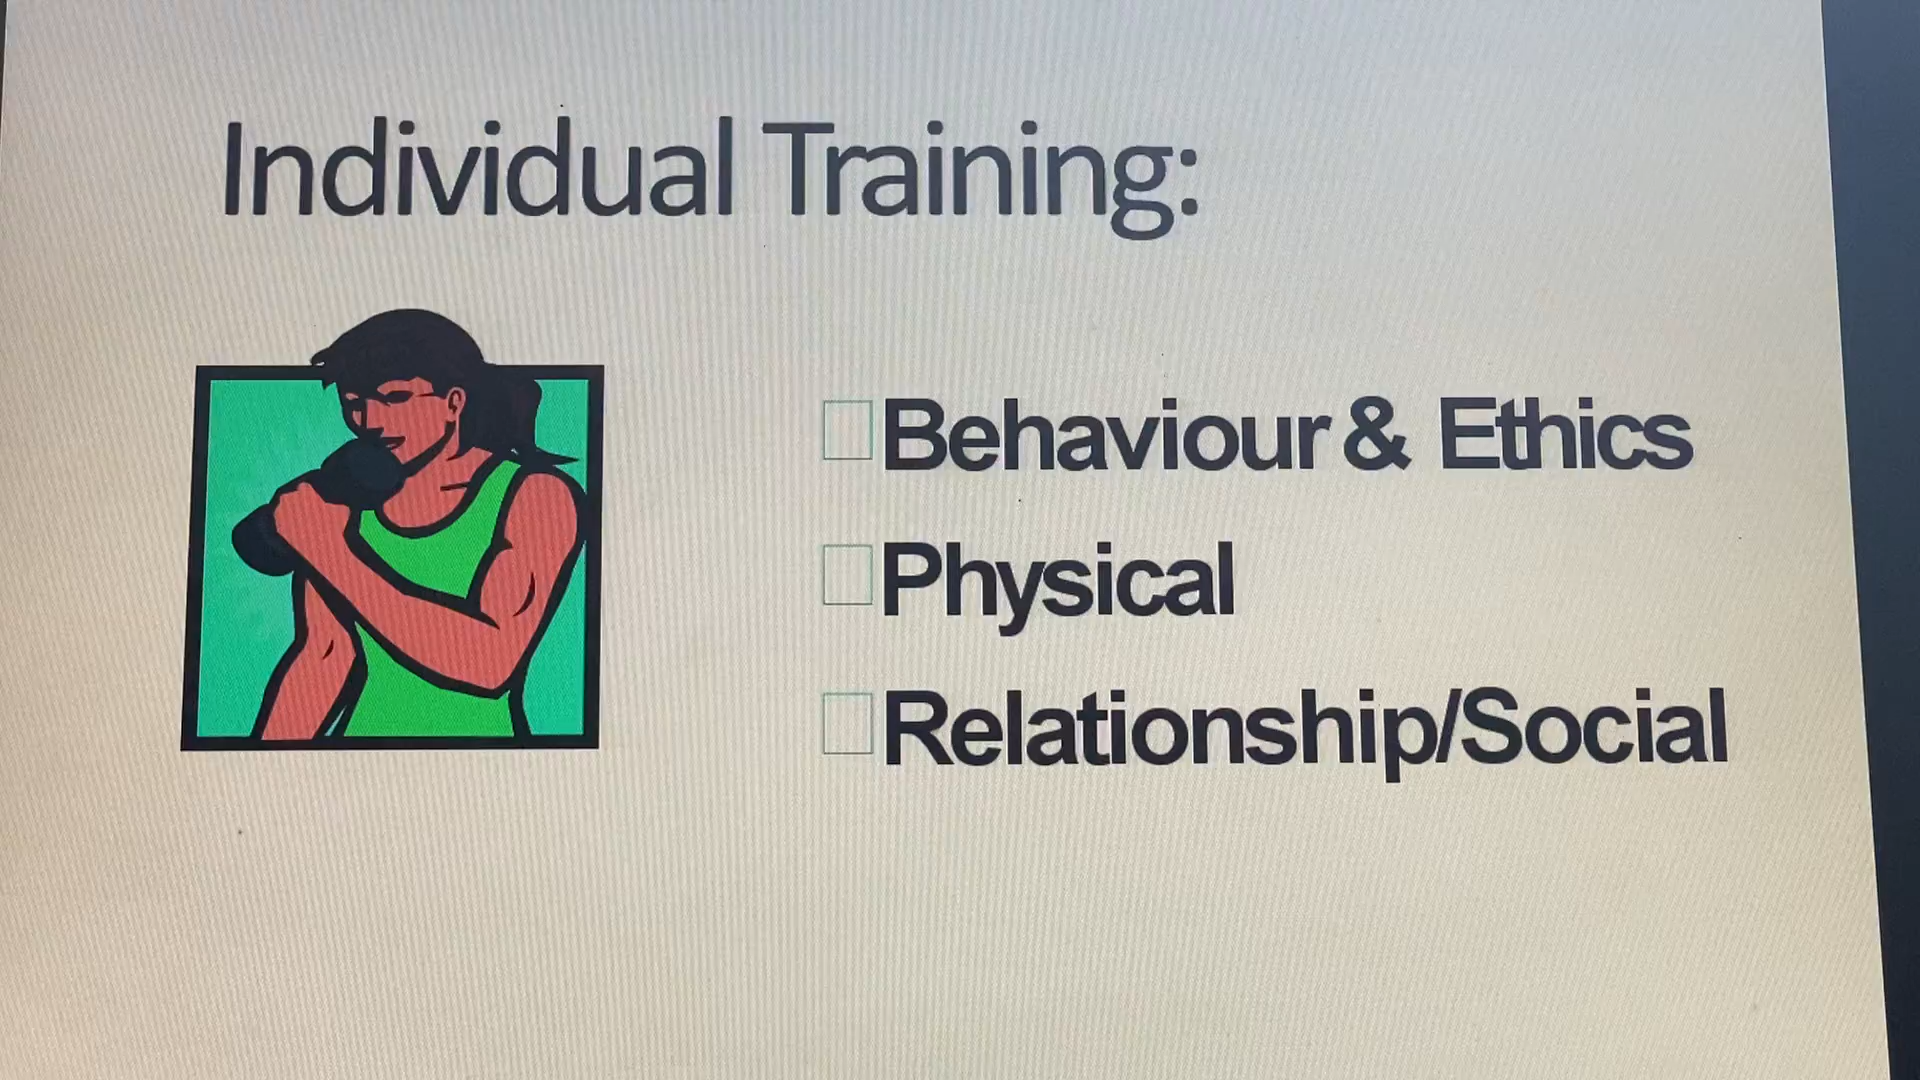 Individual Training:
Behaviour & Ethics
Physical
Relationship/Social